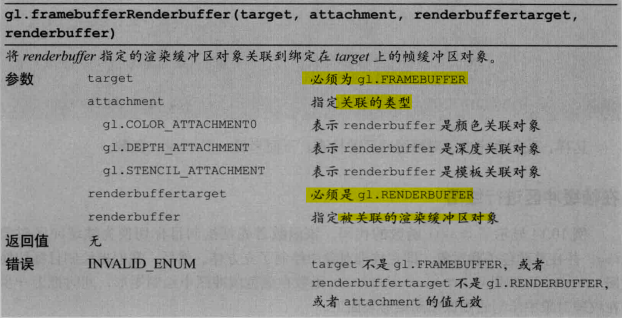 gl.framebufferRenderbuffer(target, attachment, renderbuffertarget,
renderbuffer)
将 renderbuffer 指定的渲染缓冲区对象关联到绑定在 target 上的帧缓冲区对象。
参数 target 必须为 gl.FRAMEBUFFER
attachment 指定关联的类型
gl.COLOR_ATTACHMENT0 表示 renderbuffer 是颜色关联对象
gl.DEPTH_ATTACHMENT 表示 renderbuffer 是深度关联对象
gl.STENCIL_ATTACHMENT 表示 renderbuffer 是模板关联对象
renderbuffertarget 必须是 gl.RENDERBUFFER
renderbuffer 指定被关联的渲染缓冲区对象
返回值 无
错误 INVALID_ENUM target 不是 gl.FRAMEBUFFER, 或者
renderbuffertarget 不是 gl.RENDERBUFFER,
或者 attachment 的值无效